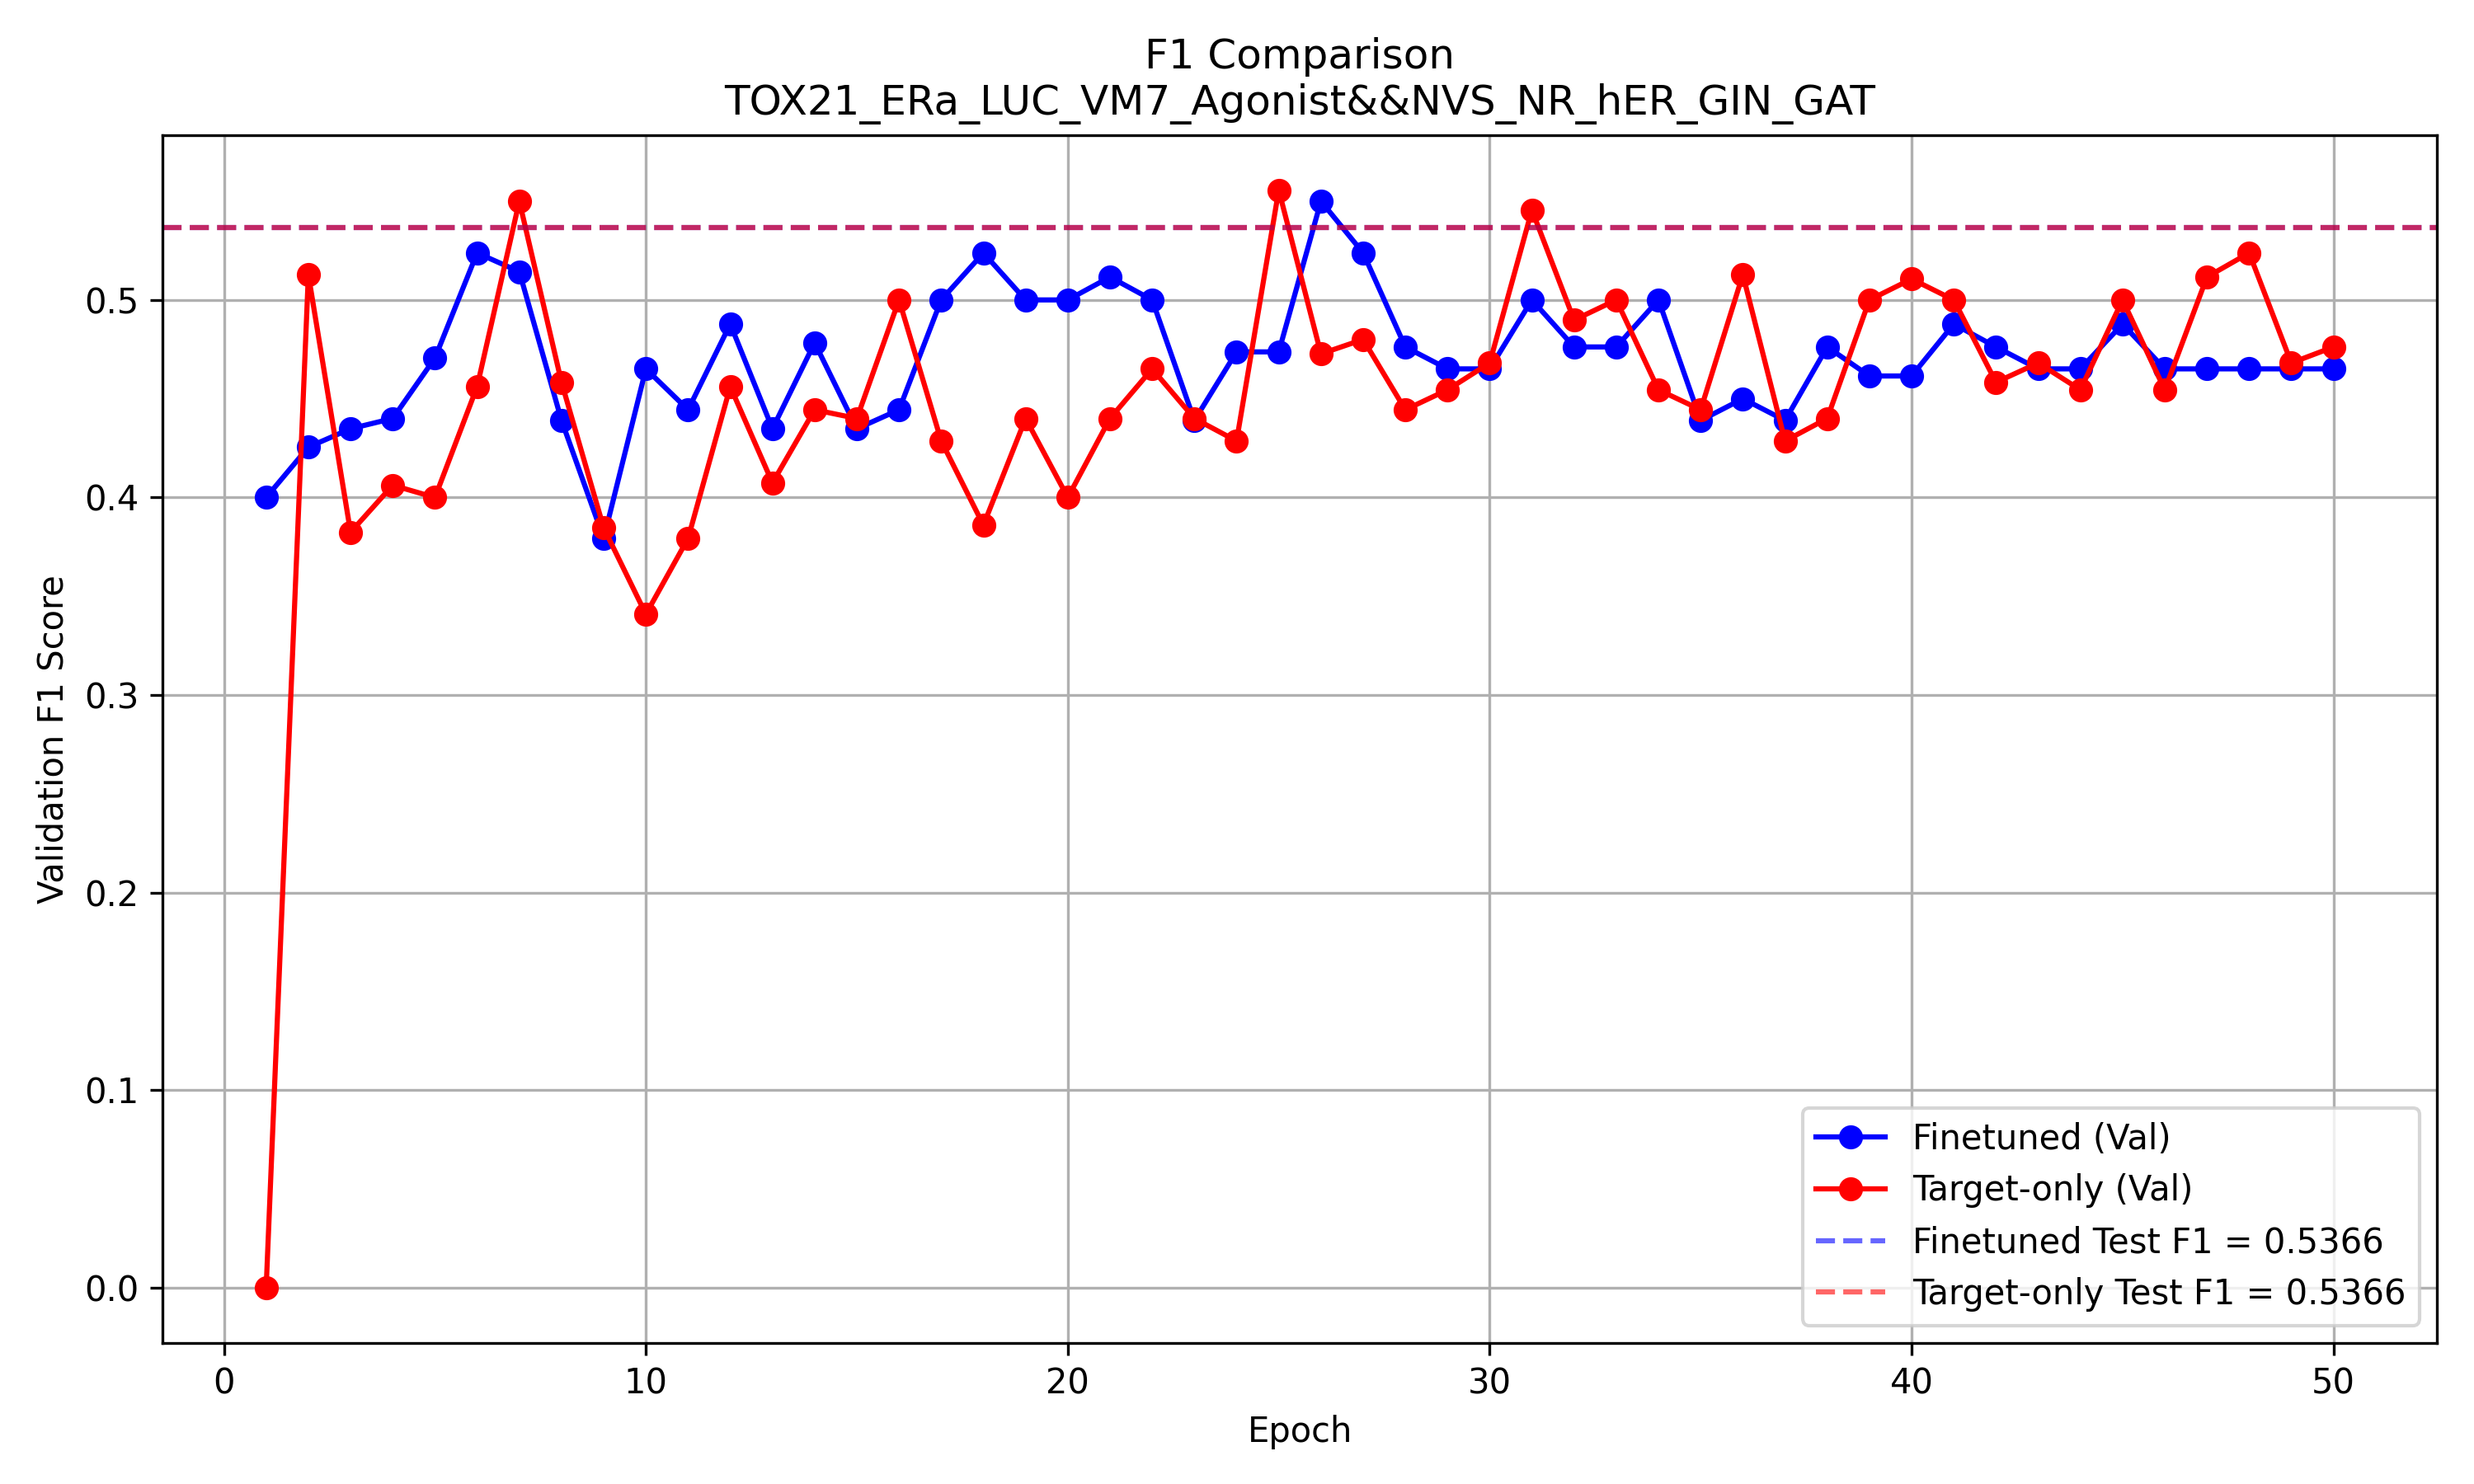 F1 Comparison
TOX21_ERa_LUC_VM7_Agonist&&NVS_NR_hER_GIN_GAT
Validation F1 Score
0.5
0.4
0.3
0.2
0.1
0.0
Finetuned (Val)
Target-only (Val)
Finetuned Test F1 = 0.5366
Target-only Test F1 = 0.5366
0 10 20 30 40 50
Epoch